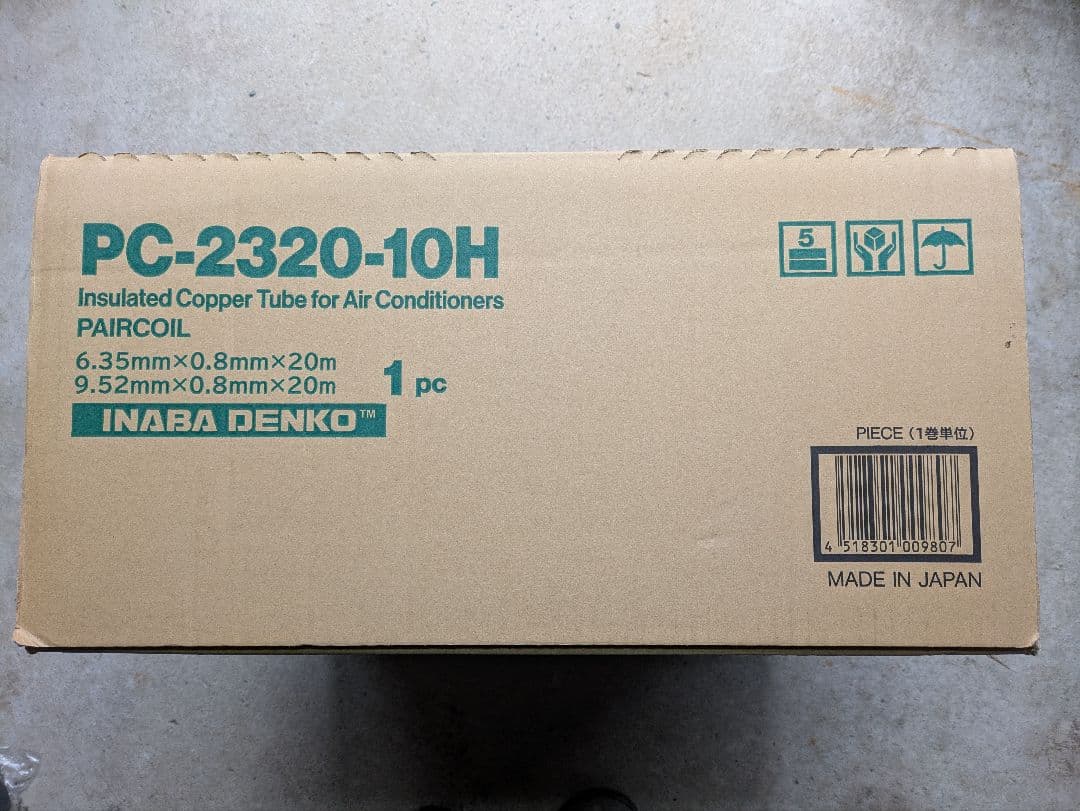 PC-2320-10H
Insulated Copper Tube for Air Conditioners
PAIRCOIL
6.35mm×0.8mm×20m
9.52mm×0.8mm×20m
1 pc
INABA DENKO™
5
PIECE (1巻単位)
4 518301 009807
MADE IN JAPAN